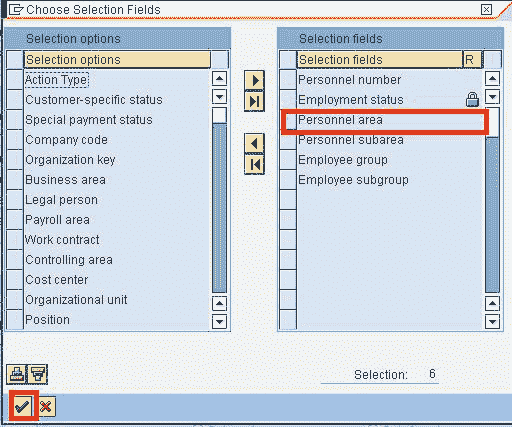 Choose Selection Fields
Selection options
Selection options
Action Type
Customer-specific status
Special payment status
Company code
Organization key
Business area
Legal person
Payroll area
Work contract
Controlling area
Cost center
Organizational unit
Position
Selection fields
Selection fields R
Personnel number
Employment status
Personnel area
Personnel subarea
Employee group
Employee subgroup
Selection: 6